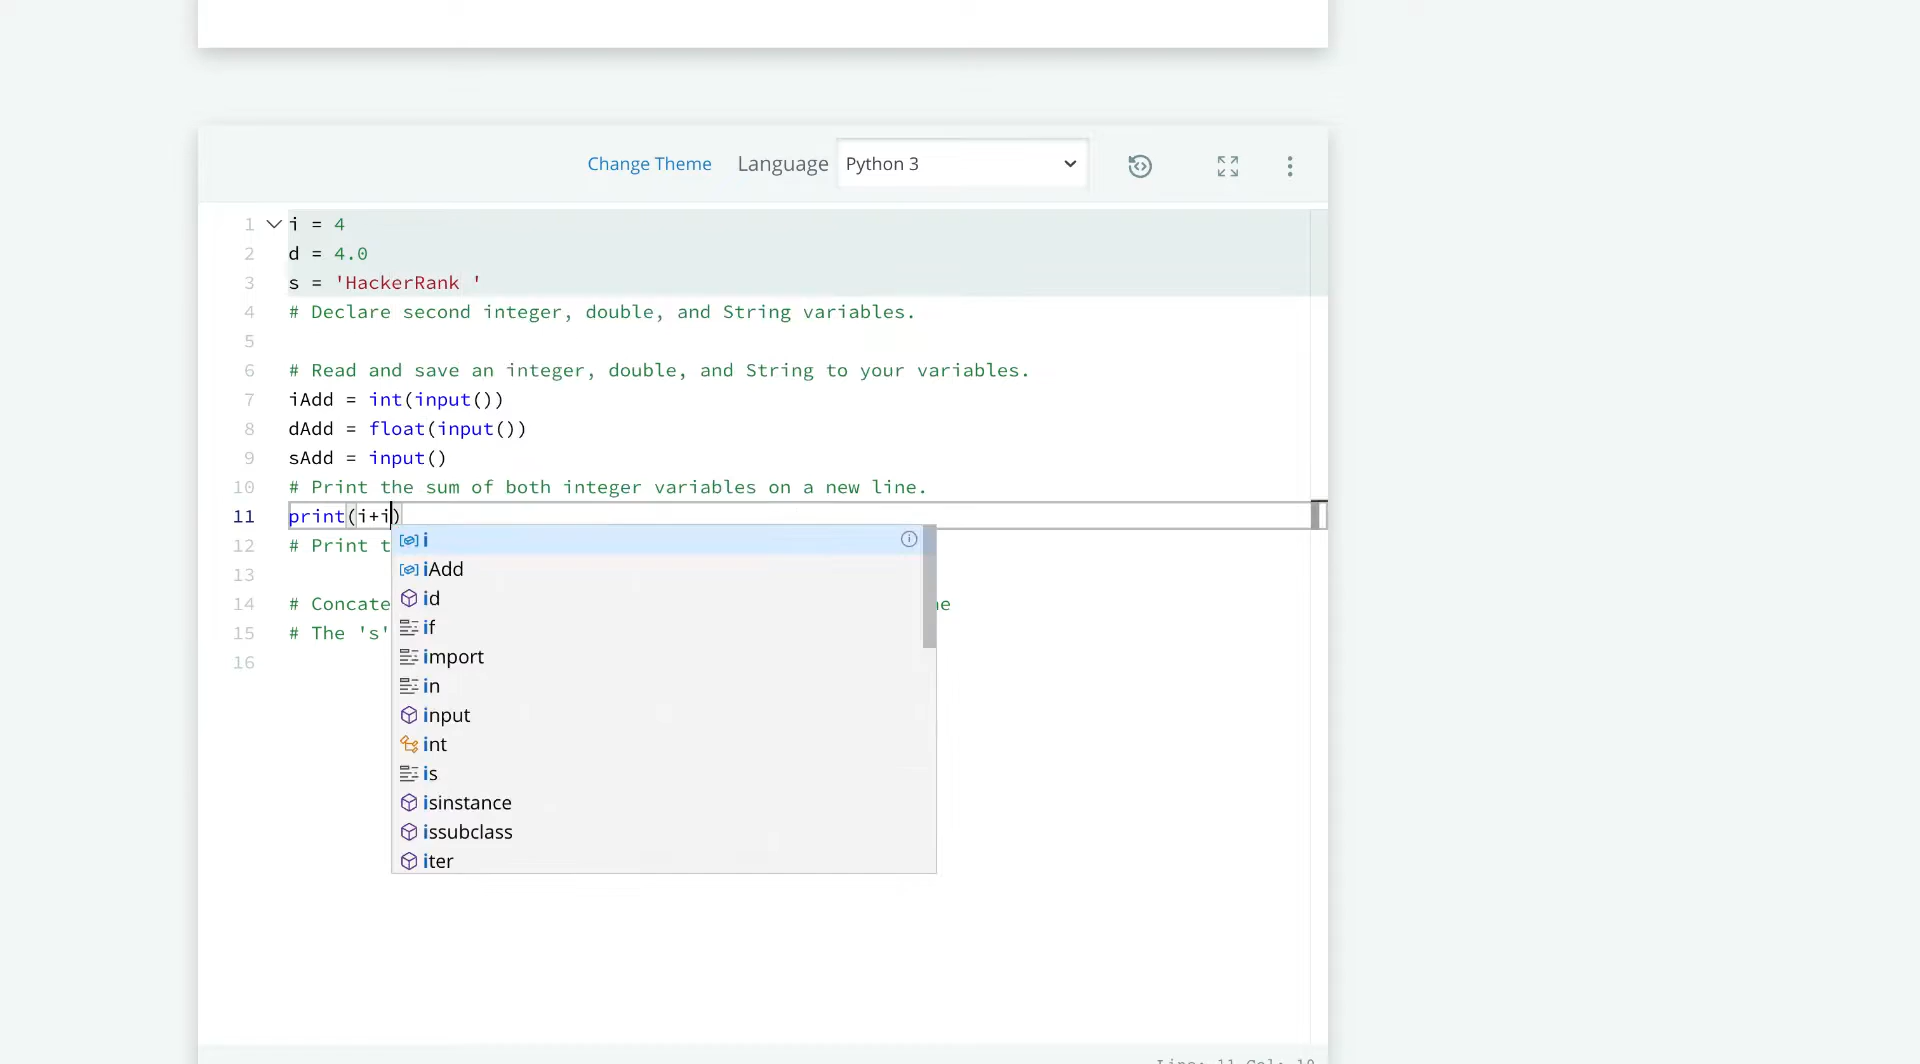 Change Theme Language Python 3
1 i = 4
2 d = 4.0
3 s = 'HackerRank '
4 # Declare second integer, double, and String variables.
5
6 # Read and save an integer, double, and String to your variables.
7 iAdd = int(input())
8 dAdd = float(input())
9 sAdd = input()
10 # Print the sum of both integer variables on a new line.
11 print(i+i)
12 # Print t
13
14 # Concate
15 # The 's'
16
i
iAdd
id
if
import
in
input
int
is
isinstance
issubclass
iter